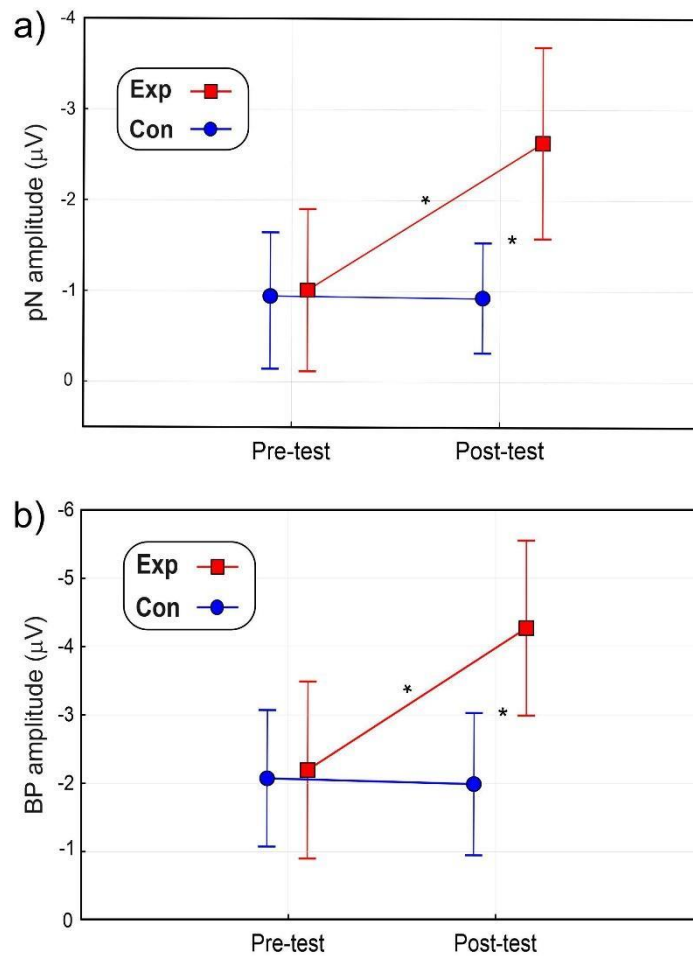 a)
pN amplitude (µV)
-4
-3
-2
-1
0
Exp
Con
*
*
Pre-test
Post-test
b)
BP amplitude (µV)
-6
-5
-4
-3
-2
-1
0
Exp
Con
*
*
Pre-test
Post-test